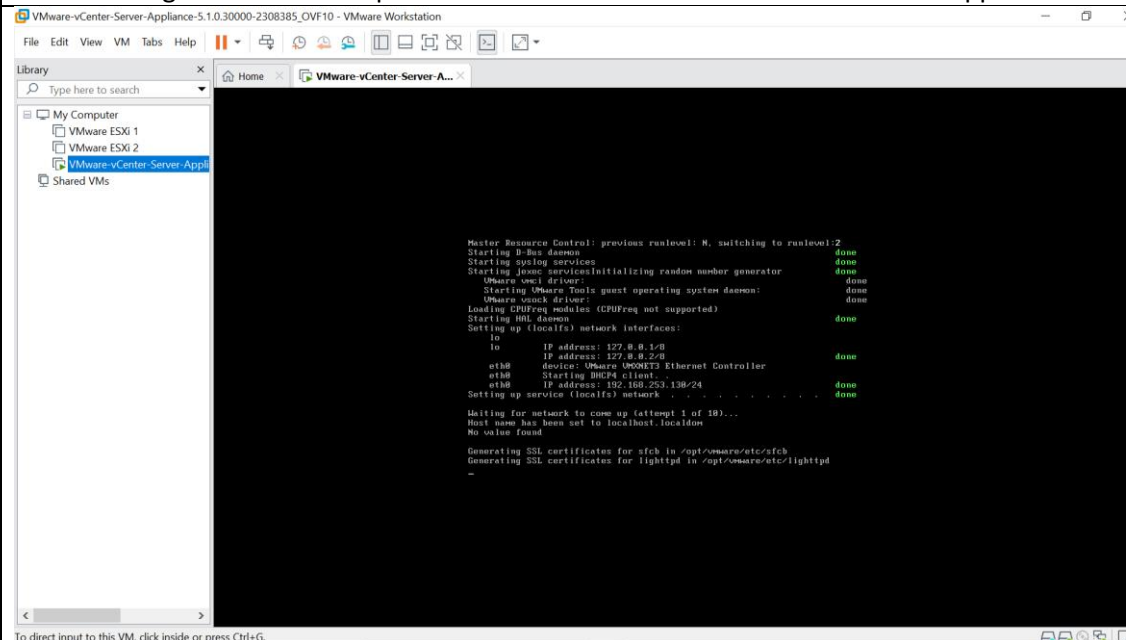 VMware-vCenter-Server-Appliance-5.1.0.30000-2308385_OVF10 - VMware Workstation
File Edit View VM Tabs Help
Library
Type here to search
My Computer
VMware ESXi 1
VMware ESXi 2
VMware-vCenter-Server-Appli
Shared VMs
Home
VMware-vCenter-Server-A...
Master Resource Control: previous runlevel: N, switching to runlevel:2
Starting D-Bus daemon done
Starting syslog services done
Starting jexec servicesInitializing random number generator done
VMware vmci driver: done
Starting VMware Tools guest operating system daemon: done
VMware vsock driver: done
Loading CPUFreq modules (CPUFreq not supported)
Starting HAL daemon done
Setting up (localfs) network interfaces:
lo
lo IP address: 127.0.0.1/8
IP address: 127.0.0.2/8 done
eth0 device: VMware VMXNET3 Ethernet Controller
eth0 Starting DHCP4 client. .
eth0 IP address: 192.168.253.130/24 done
Setting up service (localfs) network . . . . . . . . . . done
Waiting for network to come up (attempt 1 of 10)...
Host name has been set to localhost.localdom
No value found
Generating SSL certificates for sfcb in /opt/vmware/etc/sfcb
Generating SSL certificates for lighttpd in /opt/vmware/etc/lighttpd
To direct input to this VM, click inside or press Ctrl+G.